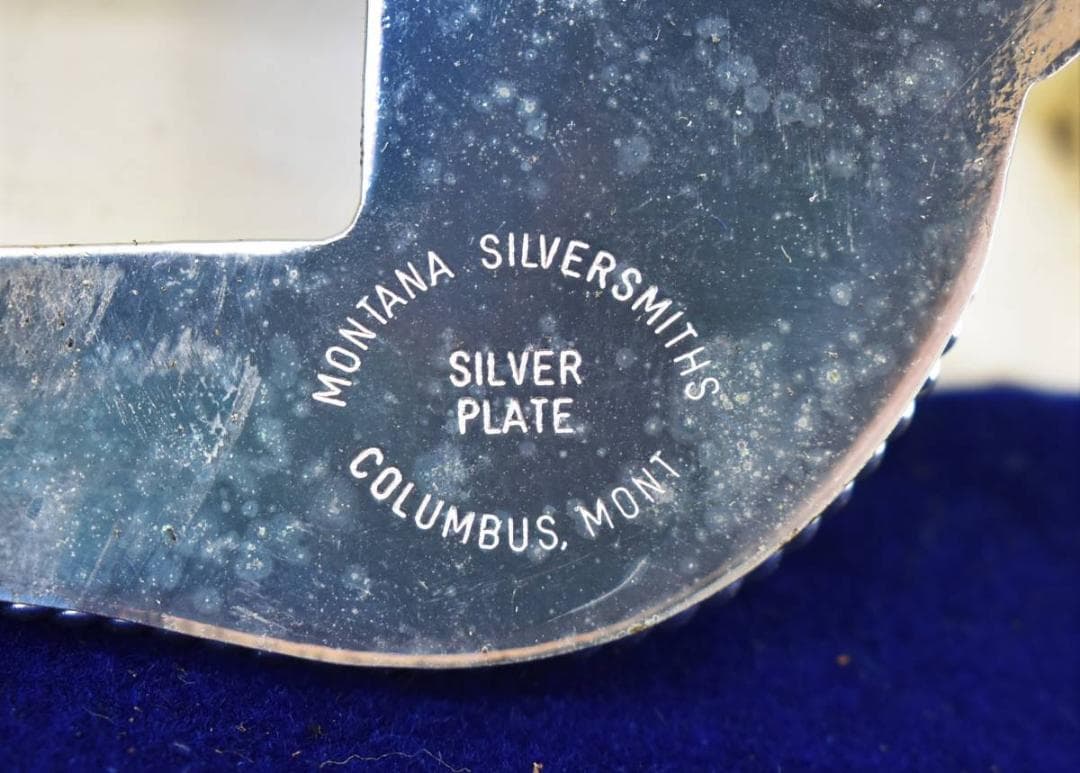 MONTANA SILVERSMITHS
SILVER
PLATE
COLUMBUS, MONT